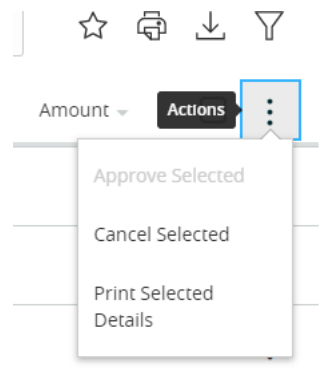 Amount
Actions
Approve Selected
Cancel Selected
Print Selected
Details